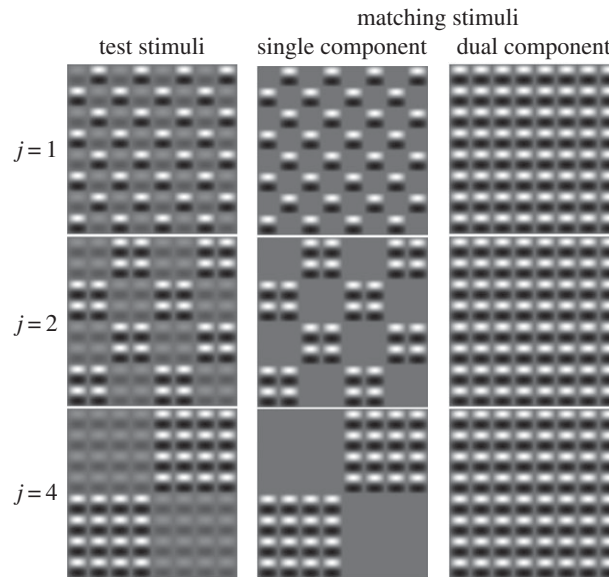 matching stimuli
test stimuli single component dual component
j = 1
j = 2
j = 4